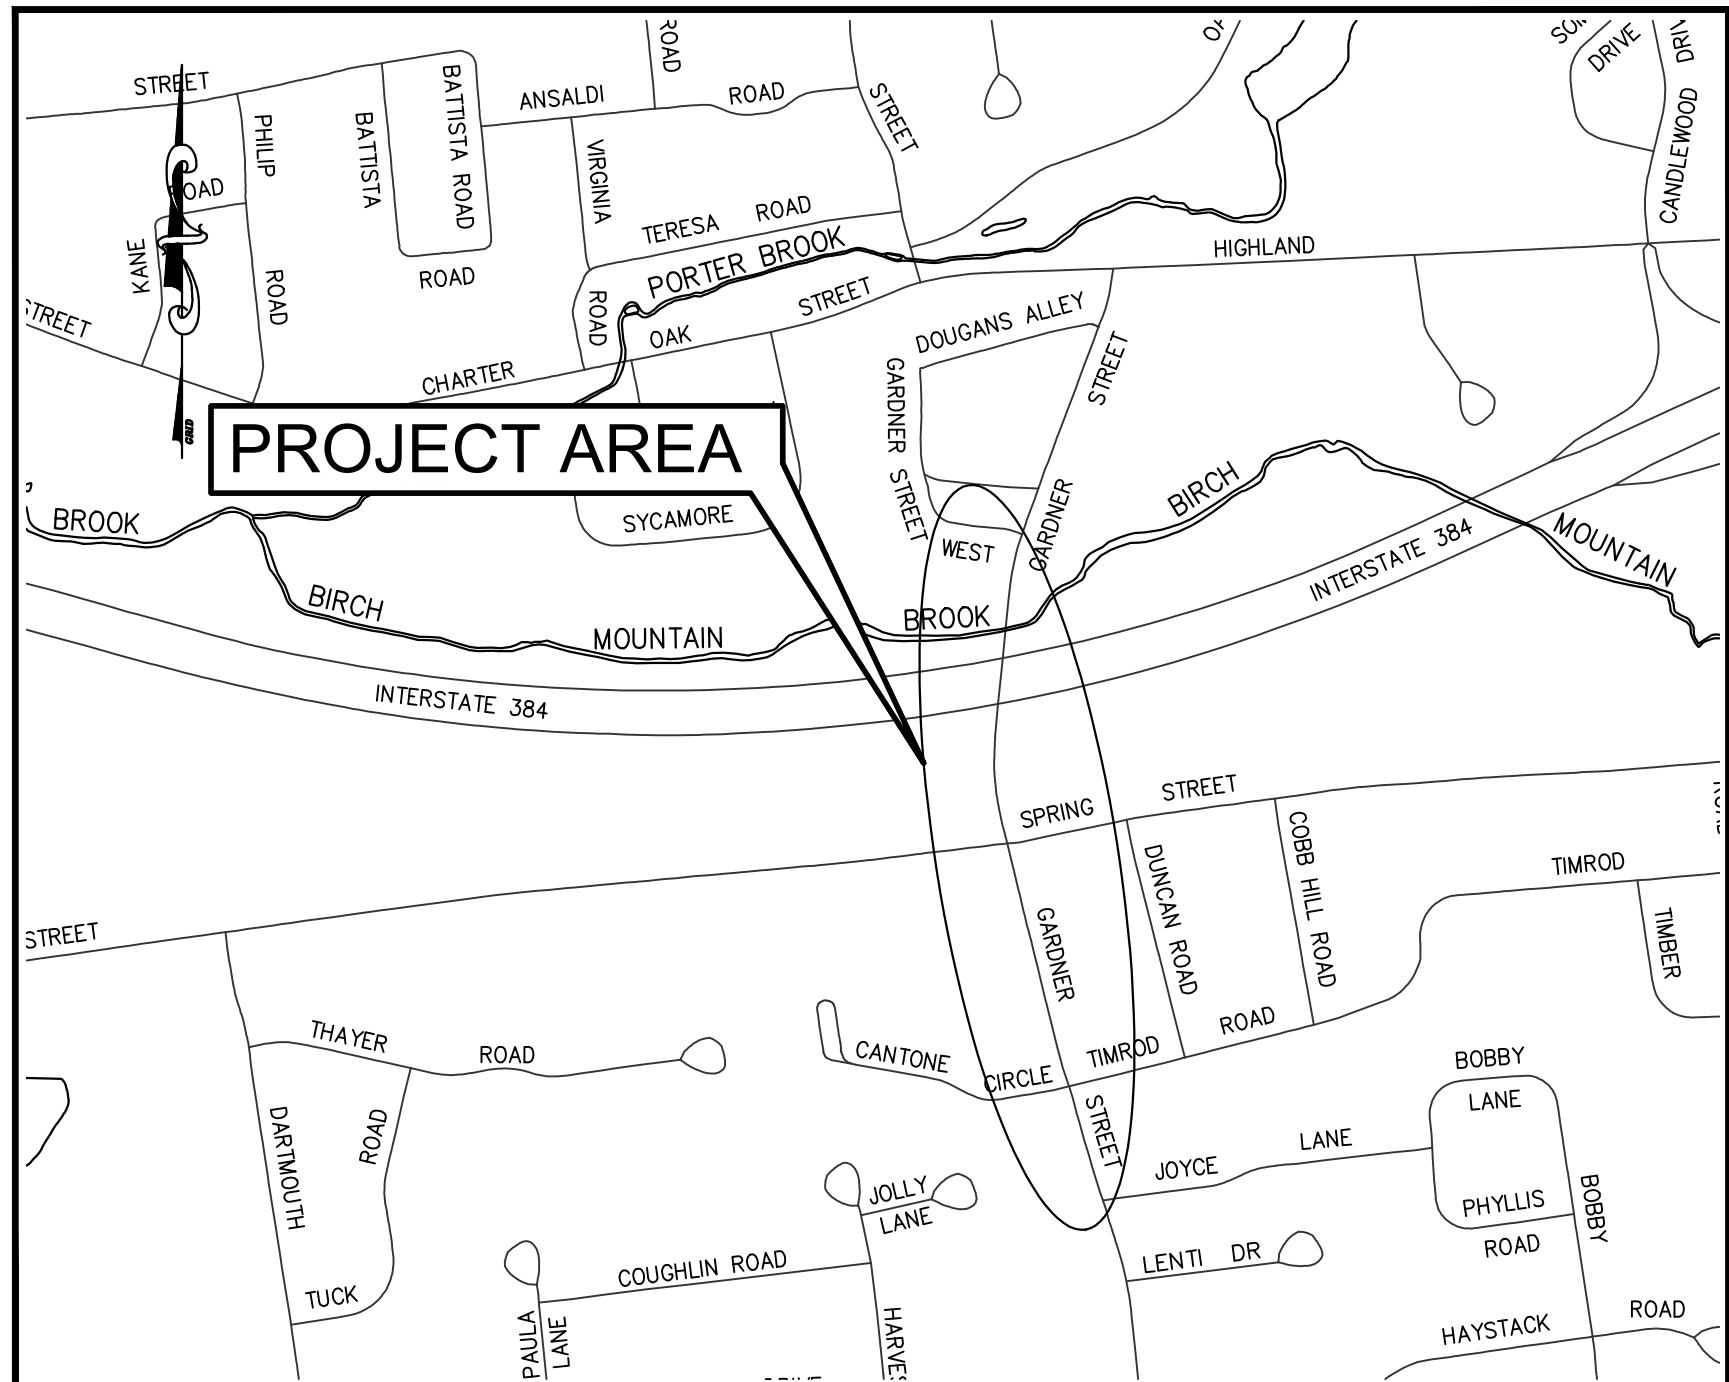 STREET
PHILIP
ROAD
BATTISTA
BATTISTA ROAD
ROAD
ANSALDI
ROAD
ROAD
STREET
DRIVE
CANDLEWOOD
VIRGINIA
ROAD
TERESA ROAD
PORTER BROOK
HIGHLAND
KANE
ROAD
STREET
CHARTER
OAK
STREET
DOUGANS ALLEY
GARDNER STREET
STREET
GARDNER
WEST
GRID
PROJECT AREA
SYCAMORE
BROOK
BIRCH
MOUNTAIN
BROOK
BIRCH
MOUNTAIN
INTERSTATE 384
INTERSTATE 384
SPRING
STREET
STREET
DUNCAN ROAD
COBB HILL ROAD
TIMROD
TIMBER
GARDNER
THAYER
ROAD
CANTONE
CIRCLE
TIMROD
ROAD
STREET
DARTMOUTH
ROAD
TUCK
JOLLY
LANE
JOYCE
LANE
BOBBY
LANE
PHYLLIS
ROAD
BOBBY
LENTI DR
COUGHLIN ROAD
PAULA
LANE
HAYSTACK
ROAD